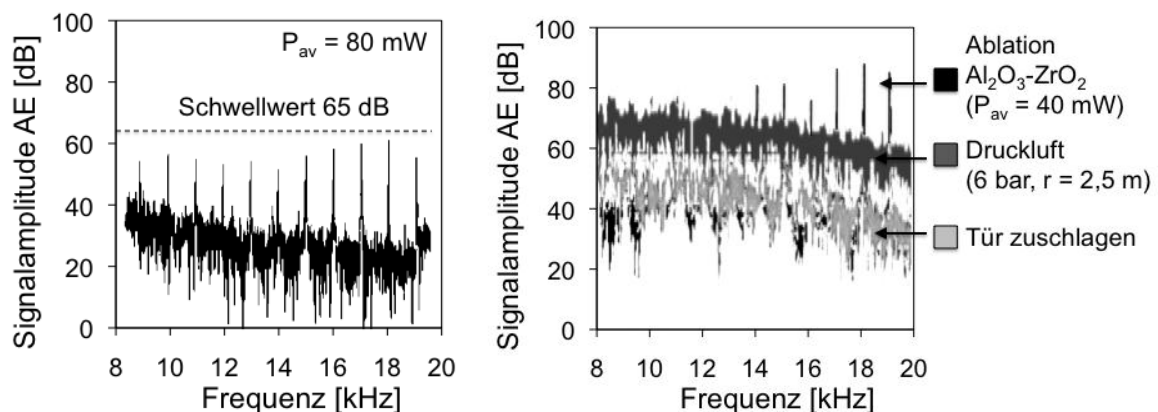 Signalamplitude AE [dB]
100
80
60
40
20
0
P_av = 80 mW
Schwellwert 65 dB
8 10 12 14 16 18 20
Frequenz [kHz]
Signalamplitude AE [dB]
100
80
60
40
20
0
8 10 12 14 16 18 20
Frequenz [kHz]
Ablation
Al₂O₃-ZrO₂
(P_av = 40 mW)
Druckluft
(6 bar, r = 2,5 m)
Tür zuschlagen